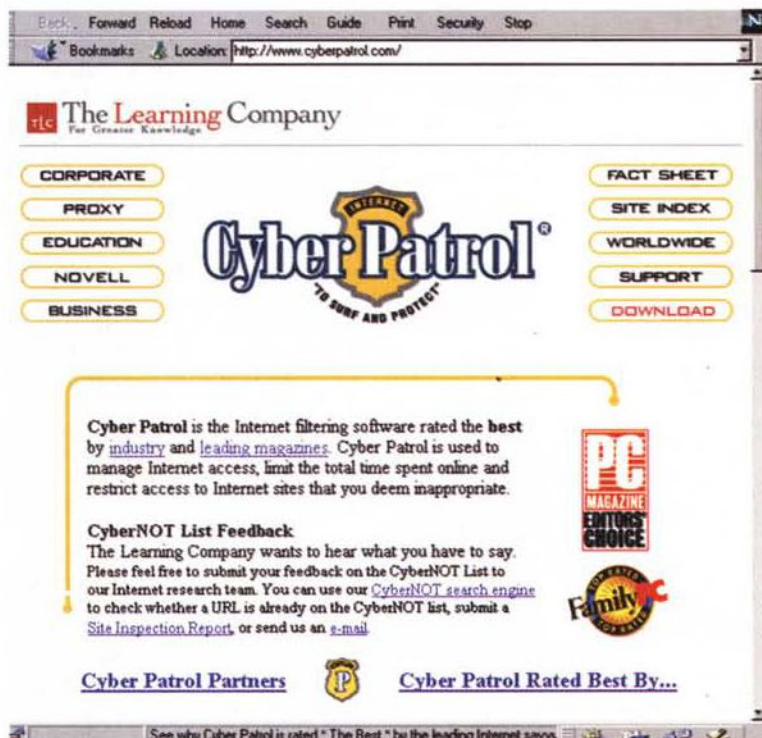 Back Forward Reload Home Search Guide Print Security Stop
N
Bookmarks Location: http://www.cyberpatrol.com/
TLC The Learning Company
For Greater Knowledge
CORPORATE
PROXY
EDUCATION
NOVELL
BUSINESS
INTERNET
Cyber Patrol®
"TO SURF AND PROTECT"
FACT SHEET
SITE INDEX
WORLDWIDE
SUPPORT
DOWNLOAD
Cyber Patrol is the Internet filtering software rated the best
by industry and leading magazines. Cyber Patrol is used to
manage Internet access, limit the total time spent online and
restrict access to Internet sites that you deem inappropriate.
CyberNOT List Feedback
The Learning Company wants to hear what you have to say.
Please feel free to submit your feedback on the CyberNOT List to
our Internet research team. You can use our CyberNOT search engine
to check whether a URL is already on the CyberNOT list, submit a
Site Inspection Report, or send us an e-mail.
PC
MAGAZINE
EDITORS'
CHOICE
TOP RATED
Family PC
TOP RATED
Cyber Patrol Partners
P
Cyber Patrol Rated Best By...
See why Cyber Patrol is rated "The Best" by the leading Internet savvy